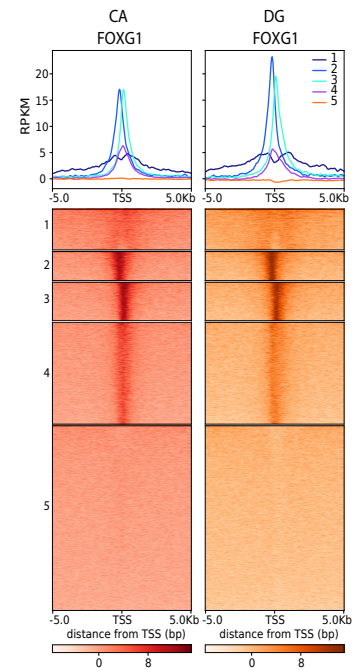 CA DG
FOXG1 FOXG1
RPKM
20
15
10
5
0
1
2
3
4
5
-5.0 TSS 5.0Kb -5.0 TSS 5.0Kb
1
2
3
4
5
-5.0 TSS 5.0Kb -5.0 TSS 5.0Kb
distance from TSS (bp) distance from TSS (bp)
0 8 0 8